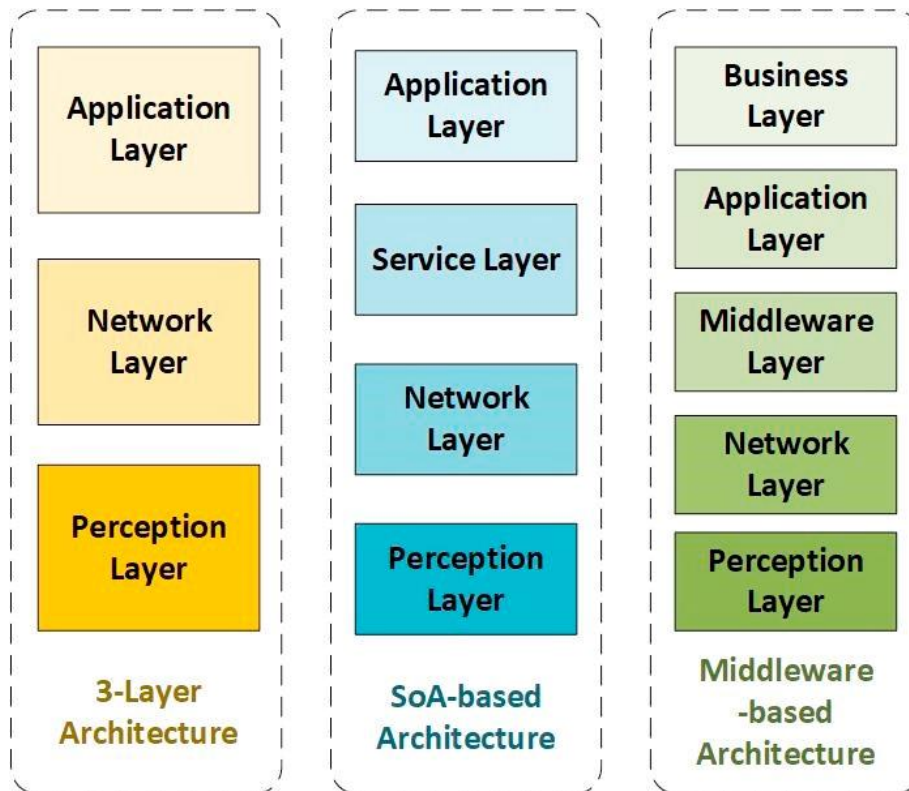 Application
Layer
Network
Layer
Perception
Layer
3-Layer
Architecture
Application
Layer
Service Layer
Network
Layer
Perception
Layer
SoA-based
Architecture
Business
Layer
Application
Layer
Middleware
Layer
Network
Layer
Perception
Layer
Middleware
-based
Architecture